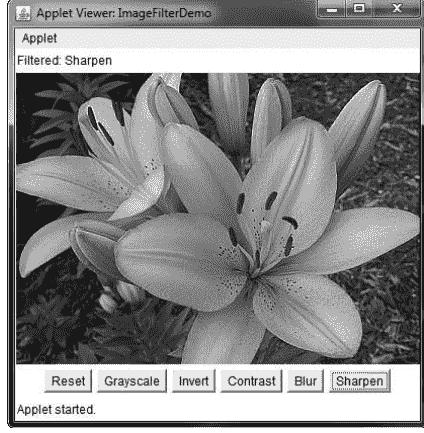 Applet Viewer: ImageFilterDemo
Applet
Filtered: Sharpen
Reset Grayscale Invert Contrast Blur Sharpen
Applet started.